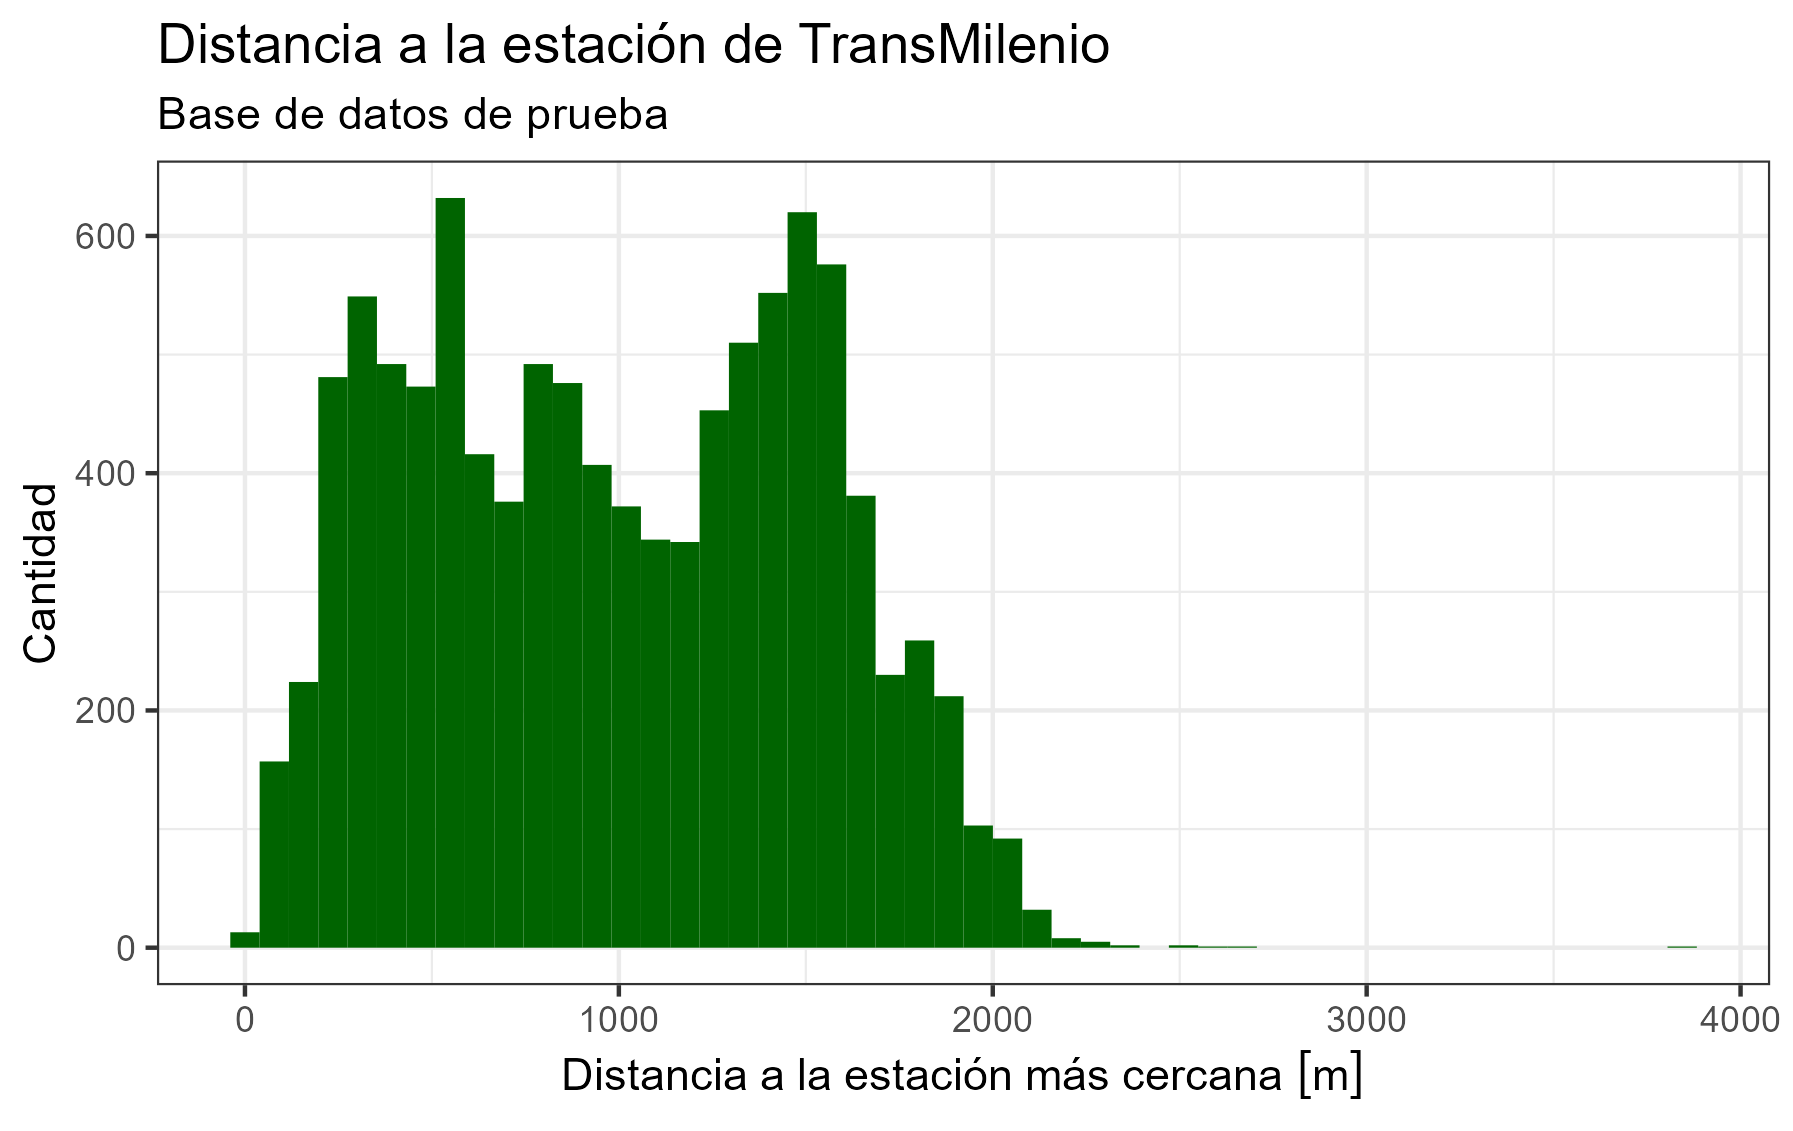 Distancia a la estación de TransMilenio
Base de datos de prueba
Cantidad
600
400
200
0
0 1000 2000 3000 4000
Distancia a la estación más cercana [m]